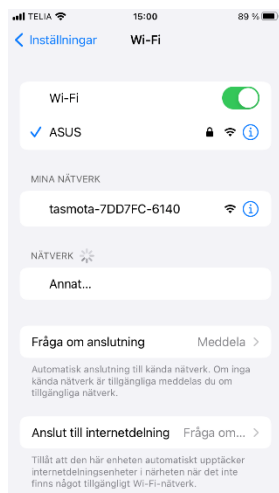 TELIA 15:00 89 %
Inställningar Wi-Fi
Wi-Fi
ASUS
MINA NÄTVERK
tasmota-7DD7FC-6140
NÄTVERK
Annat...
Fråga om anslutning Meddela
Automatisk anslutning till kända nätverk. Om inga
kända nätverk är tillgängliga meddelas du om
tillgängliga nätverk.
Anslut till internetdelning Fråga om...
Tillåt att den här enheten automatiskt upptäcker
internetdelningsenheter i närheten när det inte
finns något tillgängligt Wi-Fi-nätverk.